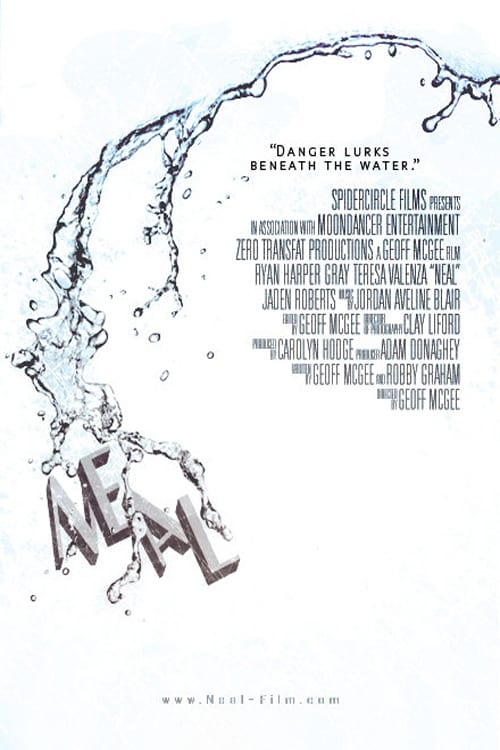 “DANGER LURKS
BENEATH THE WATER.”
SPIDERCIRCLE FILMS PRESENTS
IN ASSOCIATION WITH MOONDANCER ENTERTAINMENT
ZERO TRANSFAT PRODUCTIONS A GEOFF MCGEE FILM
RYAN HARPER GRAY TERESA VALENZA “NEAL”
JADEN ROBERTS MUSIC BY JORDAN AVELINE BLAIR
EDITED BY GEOFF MCGEE DIRECTOR OF PHOTOGRAPHY CLAY LIFORD
PRODUCED BY CAROLYN HODGE PRODUCER ADAM DONAGHEY
WRITTEN BY GEOFF MCGEE AND ROBBY GRAHAM
DIRECTED BY GEOFF MCGEE
NEAL
www.Neal-Film.com